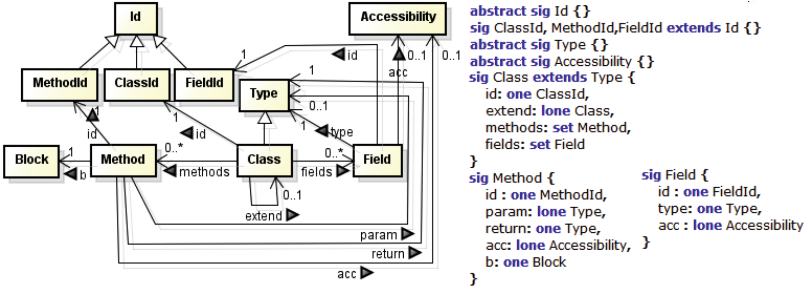 Id
Accessibility
1
id
0..1
0..1
acc
MethodId
ClassId
FieldId
Type
1
0..1
1
id
1
id
1
type
Block
1
b
Method
0..*
methods
Class
0..*
fields
Field
0..1
extend
param
return
acc
abstract sig Id {}
sig ClassId, MethodId,FieldId extends Id {}
abstract sig Type {}
abstract sig Accessibility {}
sig Class extends Type {
id: one ClassId,
extend: lone Class,
methods: set Method,
fields: set Field
}
sig Method {
id : one MethodId,
param: lone Type,
return: one Type,
acc: lone Accessibility,
b: one Block
}
sig Field {
id : one FieldId,
type: one Type,
acc : lone Accessibility
}